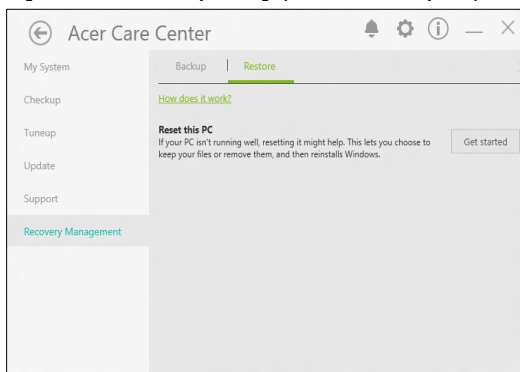 Acer Care Center
My System
Backup
Restore
Checkup
How does it work?
Tuneup
Reset this PC
If your PC isn't running well, resetting it might help. This lets you choose to
keep your files or remove them, and then reinstalls Windows.
Get started
Update
Support
Recovery Management